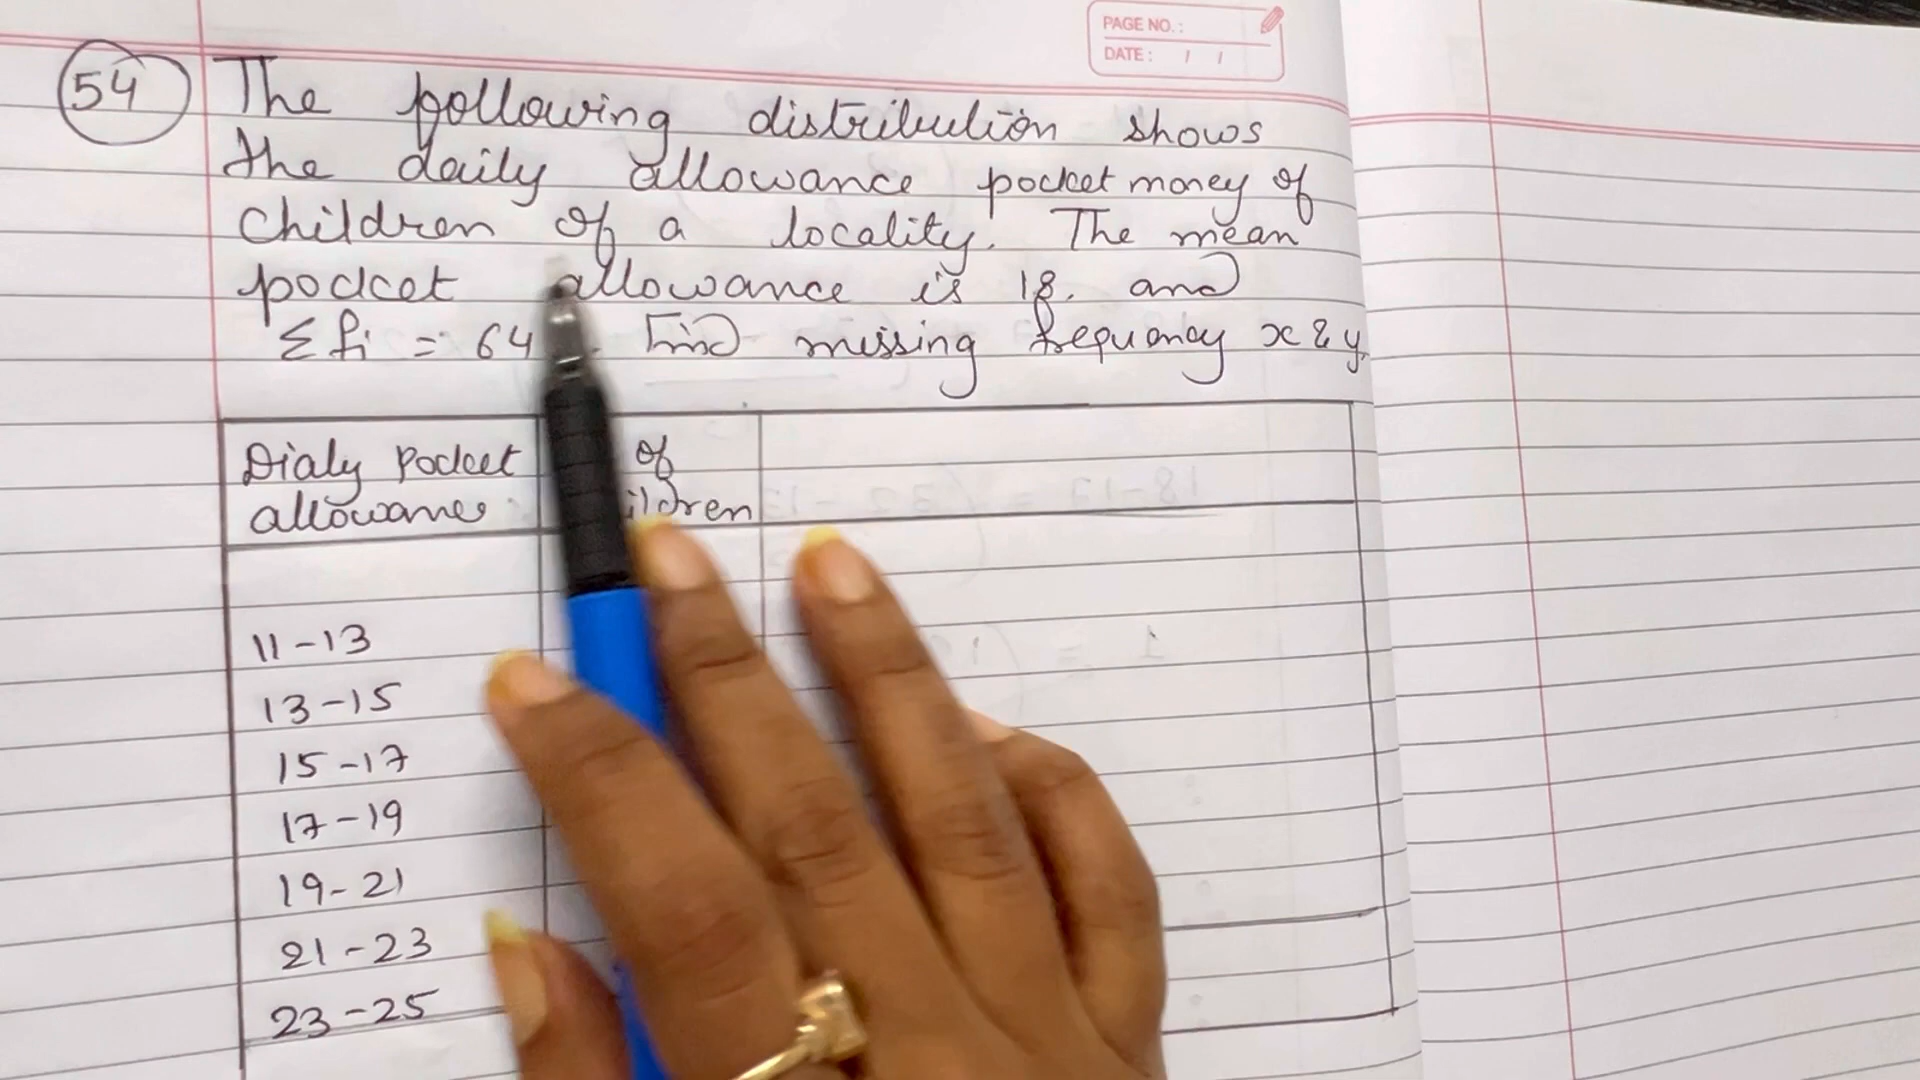 PAGE NO.:
DATE: / /
54 The following distribution shows
the daily allowance pocket money of
children of a locality. The mean
pocket allowance is 18. and
Σfi = 64. Find missing frequency x & y.
Dialy Pocket
allowance
of
ildren
11-13
13-15
15-17
17-19
19-21
21-23
23-25